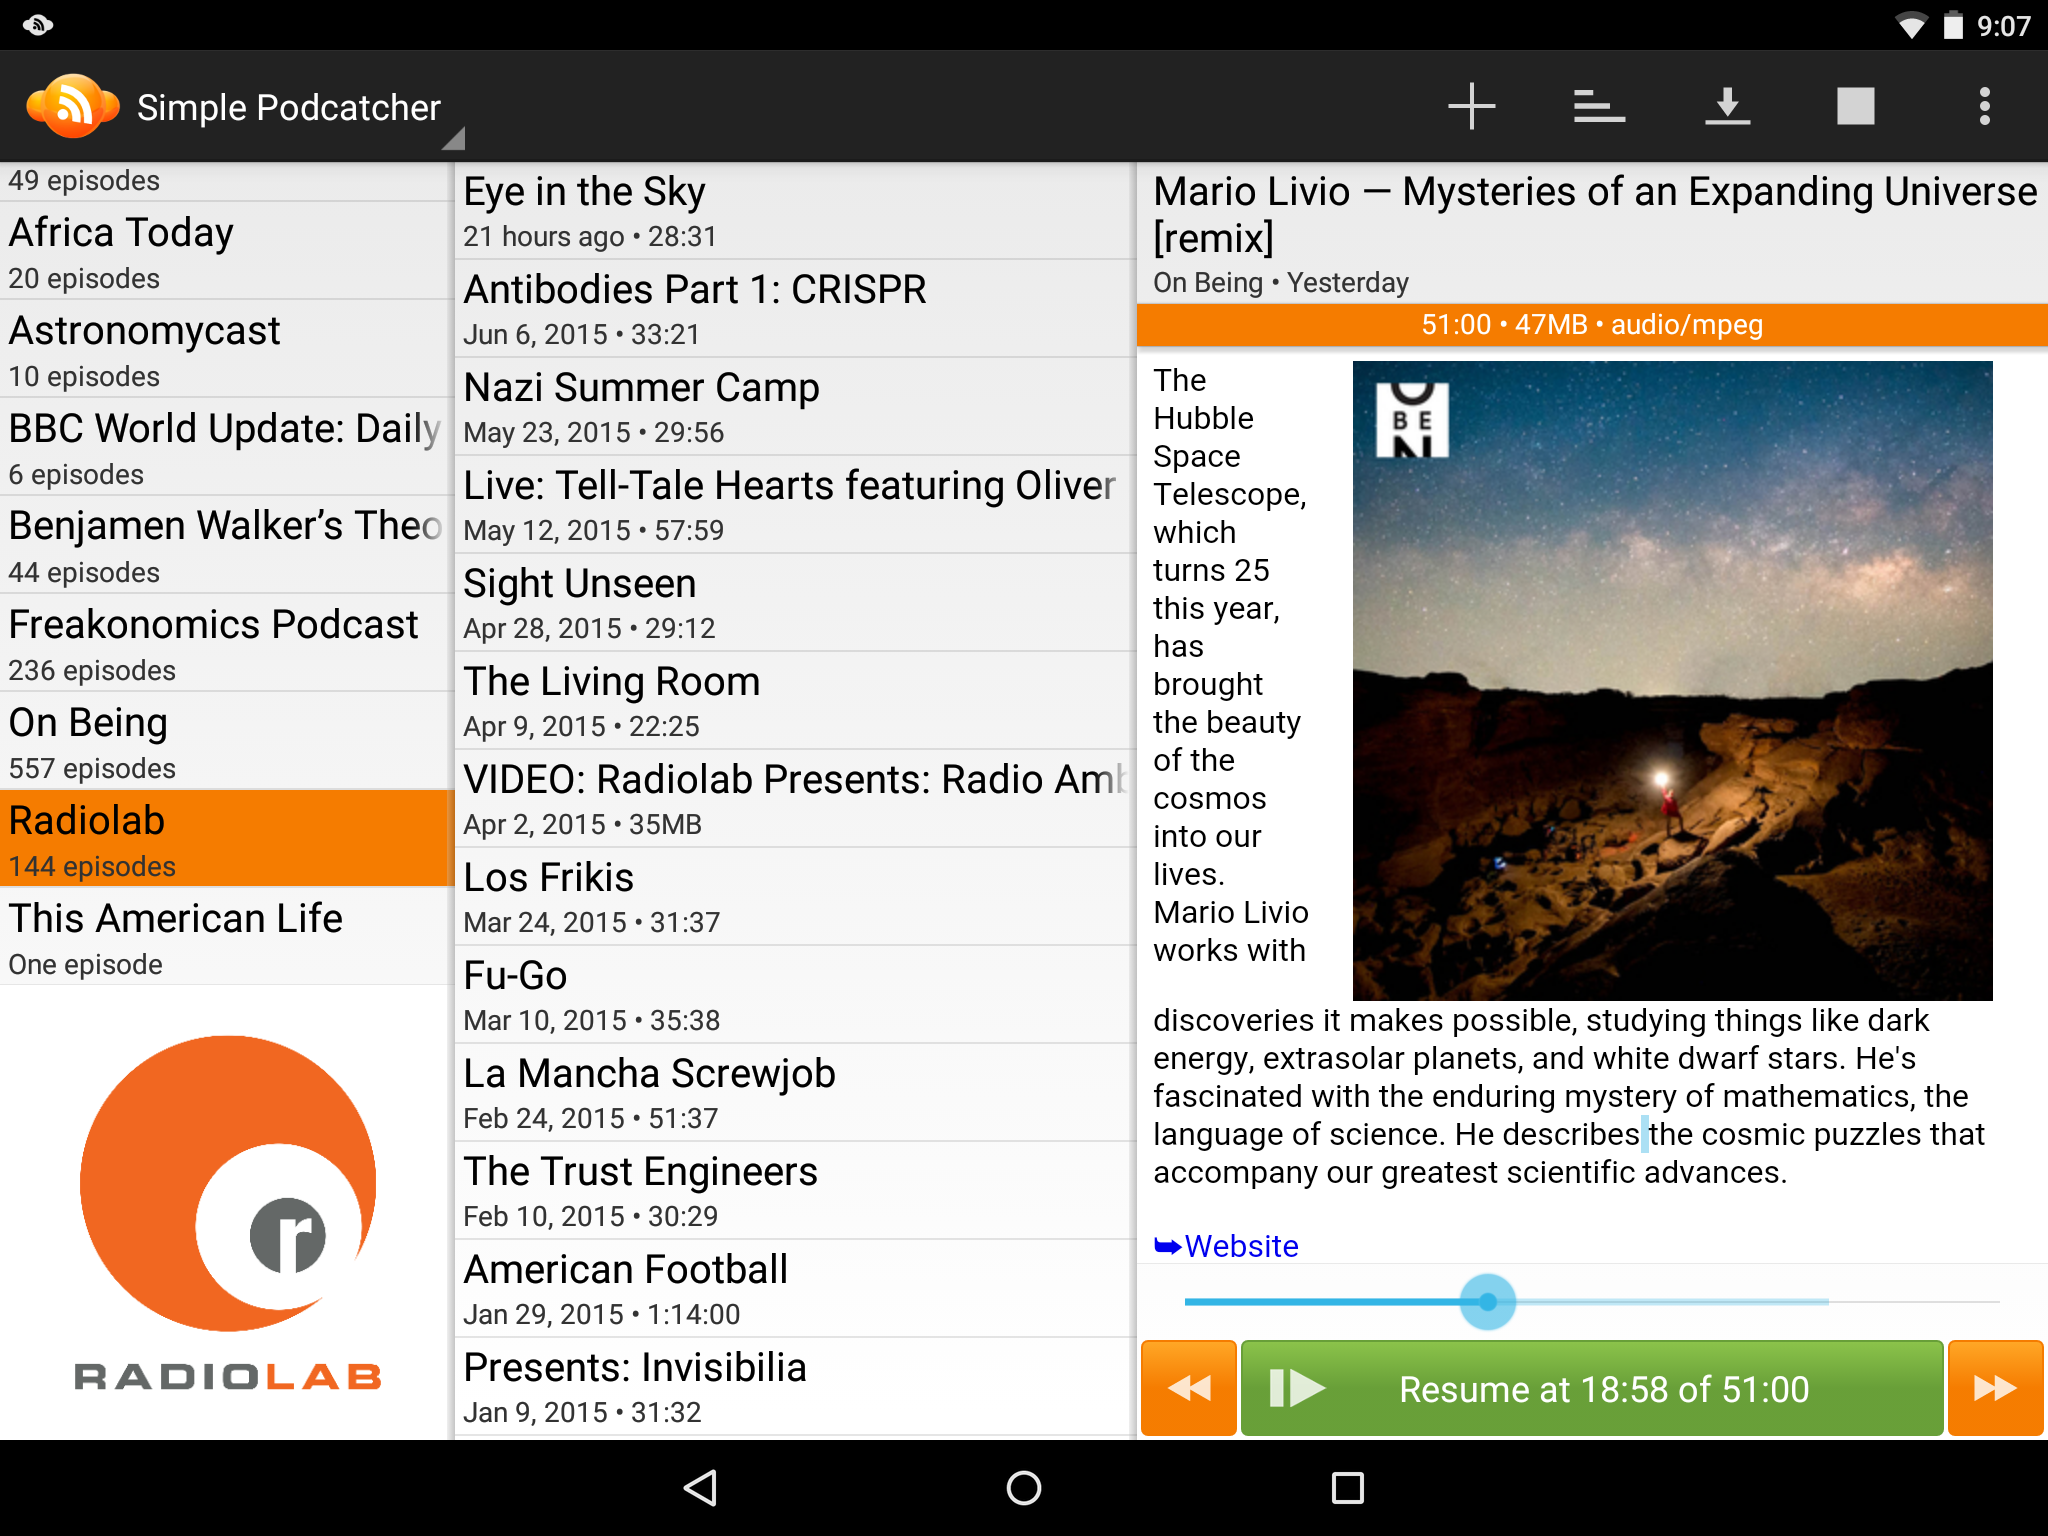 9:07
Simple Podcatcher
49 episodes
Africa Today
20 episodes
Astronomycast
10 episodes
BBC World Update: Daily
6 episodes
Benjamen Walker’s Theo
44 episodes
Freakonomics Podcast
236 episodes
On Being
557 episodes
Radiolab
144 episodes
This American Life
One episode
r
RADIOLAB
Eye in the Sky
21 hours ago • 28:31
Antibodies Part 1: CRISPR
Jun 6, 2015 • 33:21
Nazi Summer Camp
May 23, 2015 • 29:56
Live: Tell-Tale Hearts featuring Oliver
May 12, 2015 • 57:59
Sight Unseen
Apr 28, 2015 • 29:12
The Living Room
Apr 9, 2015 • 22:25
VIDEO: Radiolab Presents: Radio Amb
Apr 2, 2015 • 35MB
Los Frikis
Mar 24, 2015 • 31:37
Fu-Go
Mar 10, 2015 • 35:38
La Mancha Screwjob
Feb 24, 2015 • 51:37
The Trust Engineers
Feb 10, 2015 • 30:29
American Football
Jan 29, 2015 • 1:14:00
Presents: Invisibilia
Jan 9, 2015 • 31:32
Mario Livio — Mysteries of an Expanding Universe
[remix]
On Being • Yesterday
51:00 • 47MB • audio/mpeg
O
BE
N
The
Hubble
Space
Telescope,
which
turns 25
this year,
has
brought
the beauty
of the
cosmos
into our
lives.
Mario Livio
works with
discoveries it makes possible, studying things like dark
energy, extrasolar planets, and white dwarf stars. He's
fascinated with the enduring mystery of mathematics, the
language of science. He describes the cosmic puzzles that
accompany our greatest scientific advances.
➥Website
Resume at 18:58 of 51:00